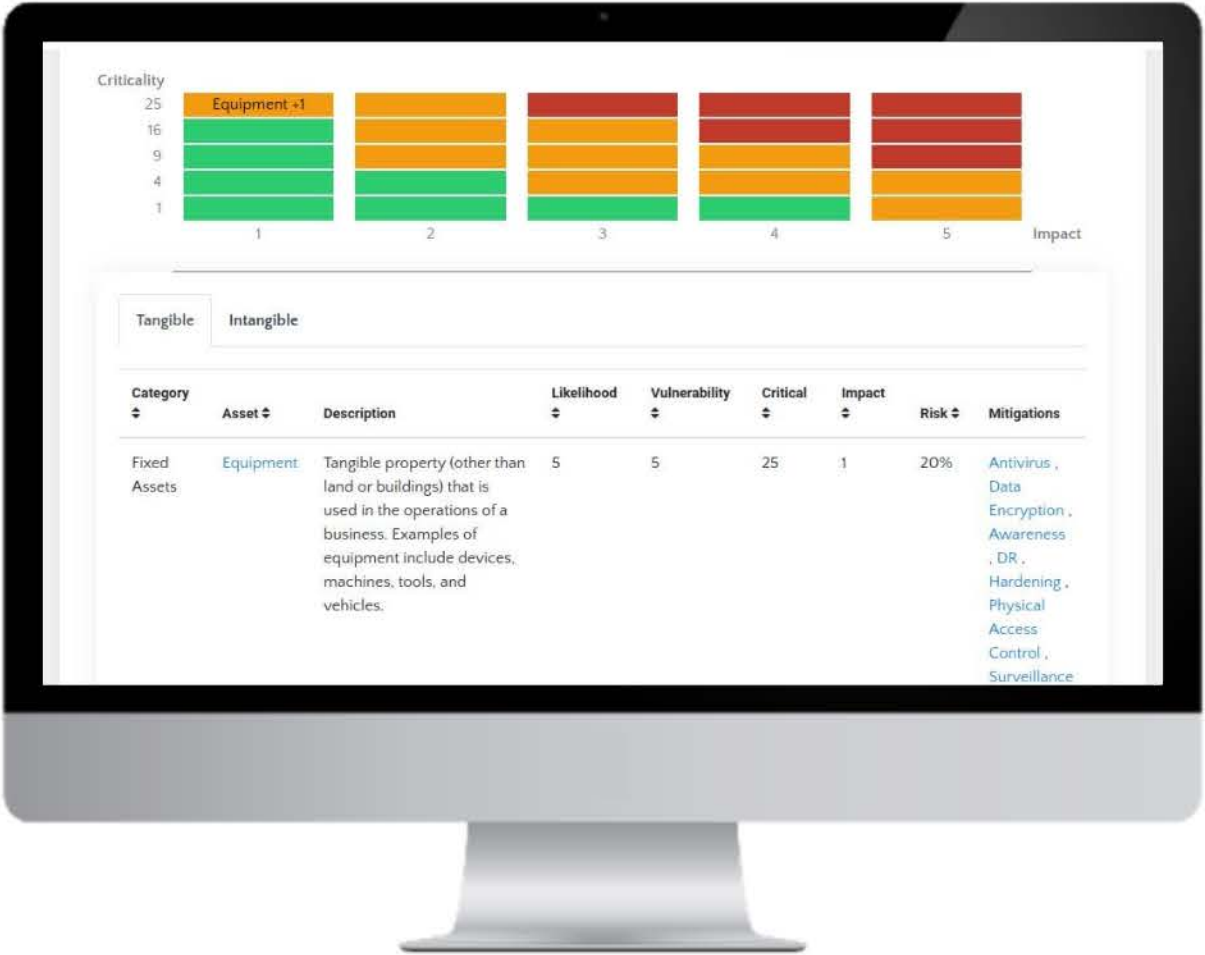 Criticality
25
Equipment +1
16
9
4
1
1 2 3 4 5 Impact
Tangible Intangible
Category Asset Description Likelihood Vulnerability Critical Impact Risk Mitigations
Fixed Equipment Tangible property (other than 5 5 25 1 20% Antivirus ,
Assets land or buildings) that is Data
used in the operations of a Encryption ,
business. Examples of Awareness
equipment include devices, , DR ,
machines, tools, and Hardening ,
vehicles. Physical
Access
Control ,
Surveillance